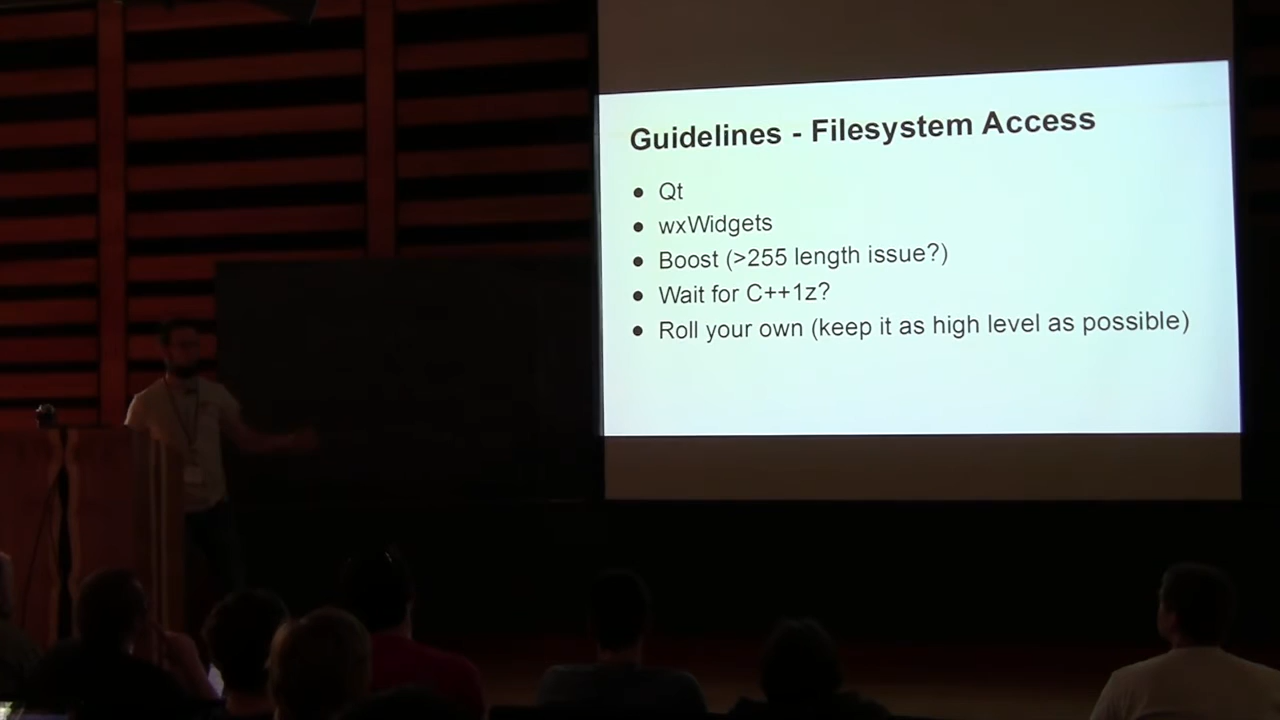 Guidelines - Filesystem Access
● Qt
● wxWidgets
● Boost (>255 length issue?)
● Wait for C++1z?
● Roll your own (keep it as high level as possible)